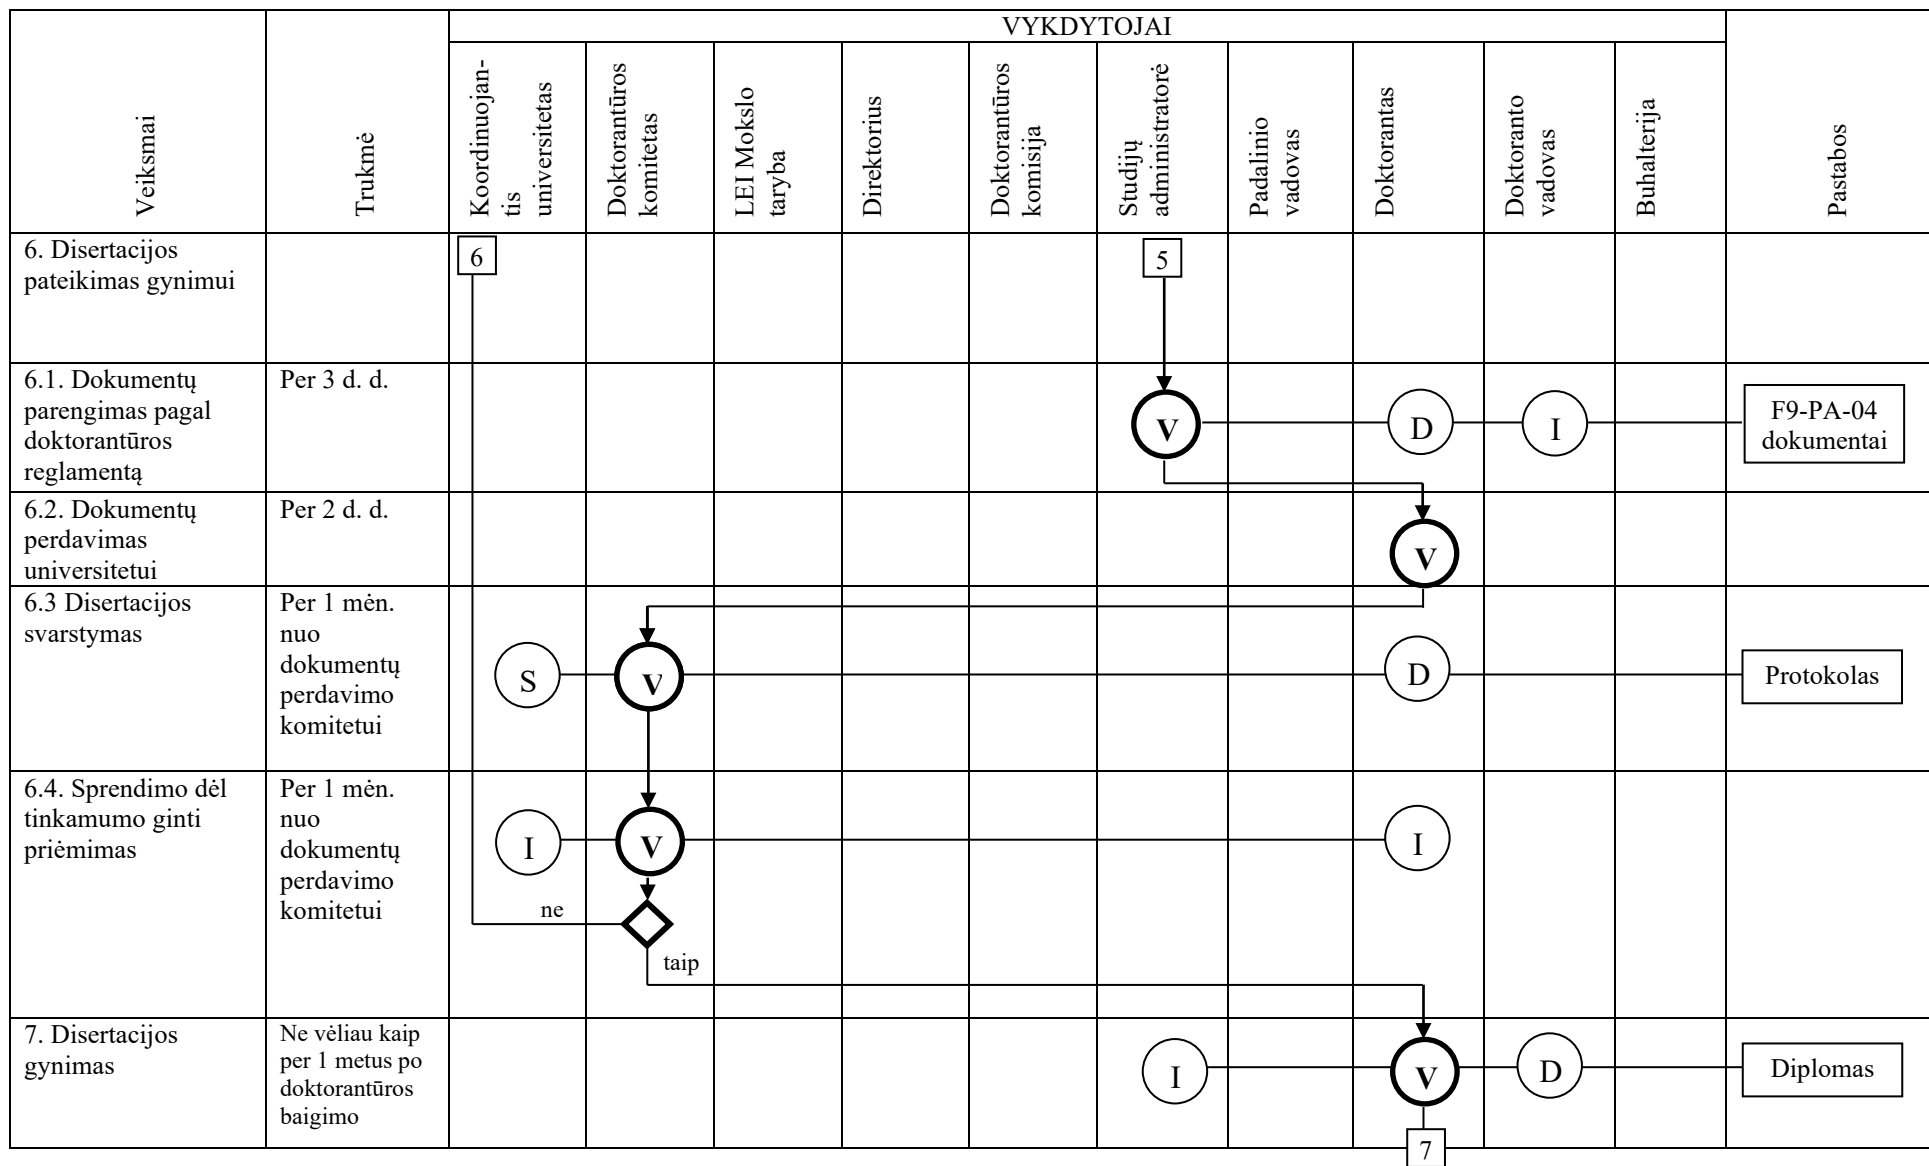 VYKDYTOJAI
Veiksmai
Trukmė
Koordinuojan-
tis
universitetas
Doktorantūros
komitetas
LEI Mokslo
taryba
Direktorius
Doktorantūros
komisija
Studijų
administratorė
Padalinio
vadovas
Doktorantas
Doktoranto
vadovas
Buhalterija
Pastabos
6. Disertacijos
pateikimas gynimui
6
5
6.1. Dokumentų
parengimas pagal
doktorantūros
reglamentą
Per 3 d. d.
V
D
I
F9-PA-04
dokumentai
6.2. Dokumentų
perdavimas
universitetui
Per 2 d. d.
V
6.3 Disertacijos
svarstymas
Per 1 mėn.
nuo
dokumentų
perdavimo
komitetui
S
V
D
Protokolas
6.4. Sprendimo dėl
tinkamumo ginti
priėmimas
Per 1 mėn.
nuo
dokumentų
perdavimo
komitetui
I
V
I
ne
taip
7. Disertacijos
gynimas
Ne vėliau kaip
per 1 metus po
doktorantūros
baigimo
I
V
D
Diplomas
7